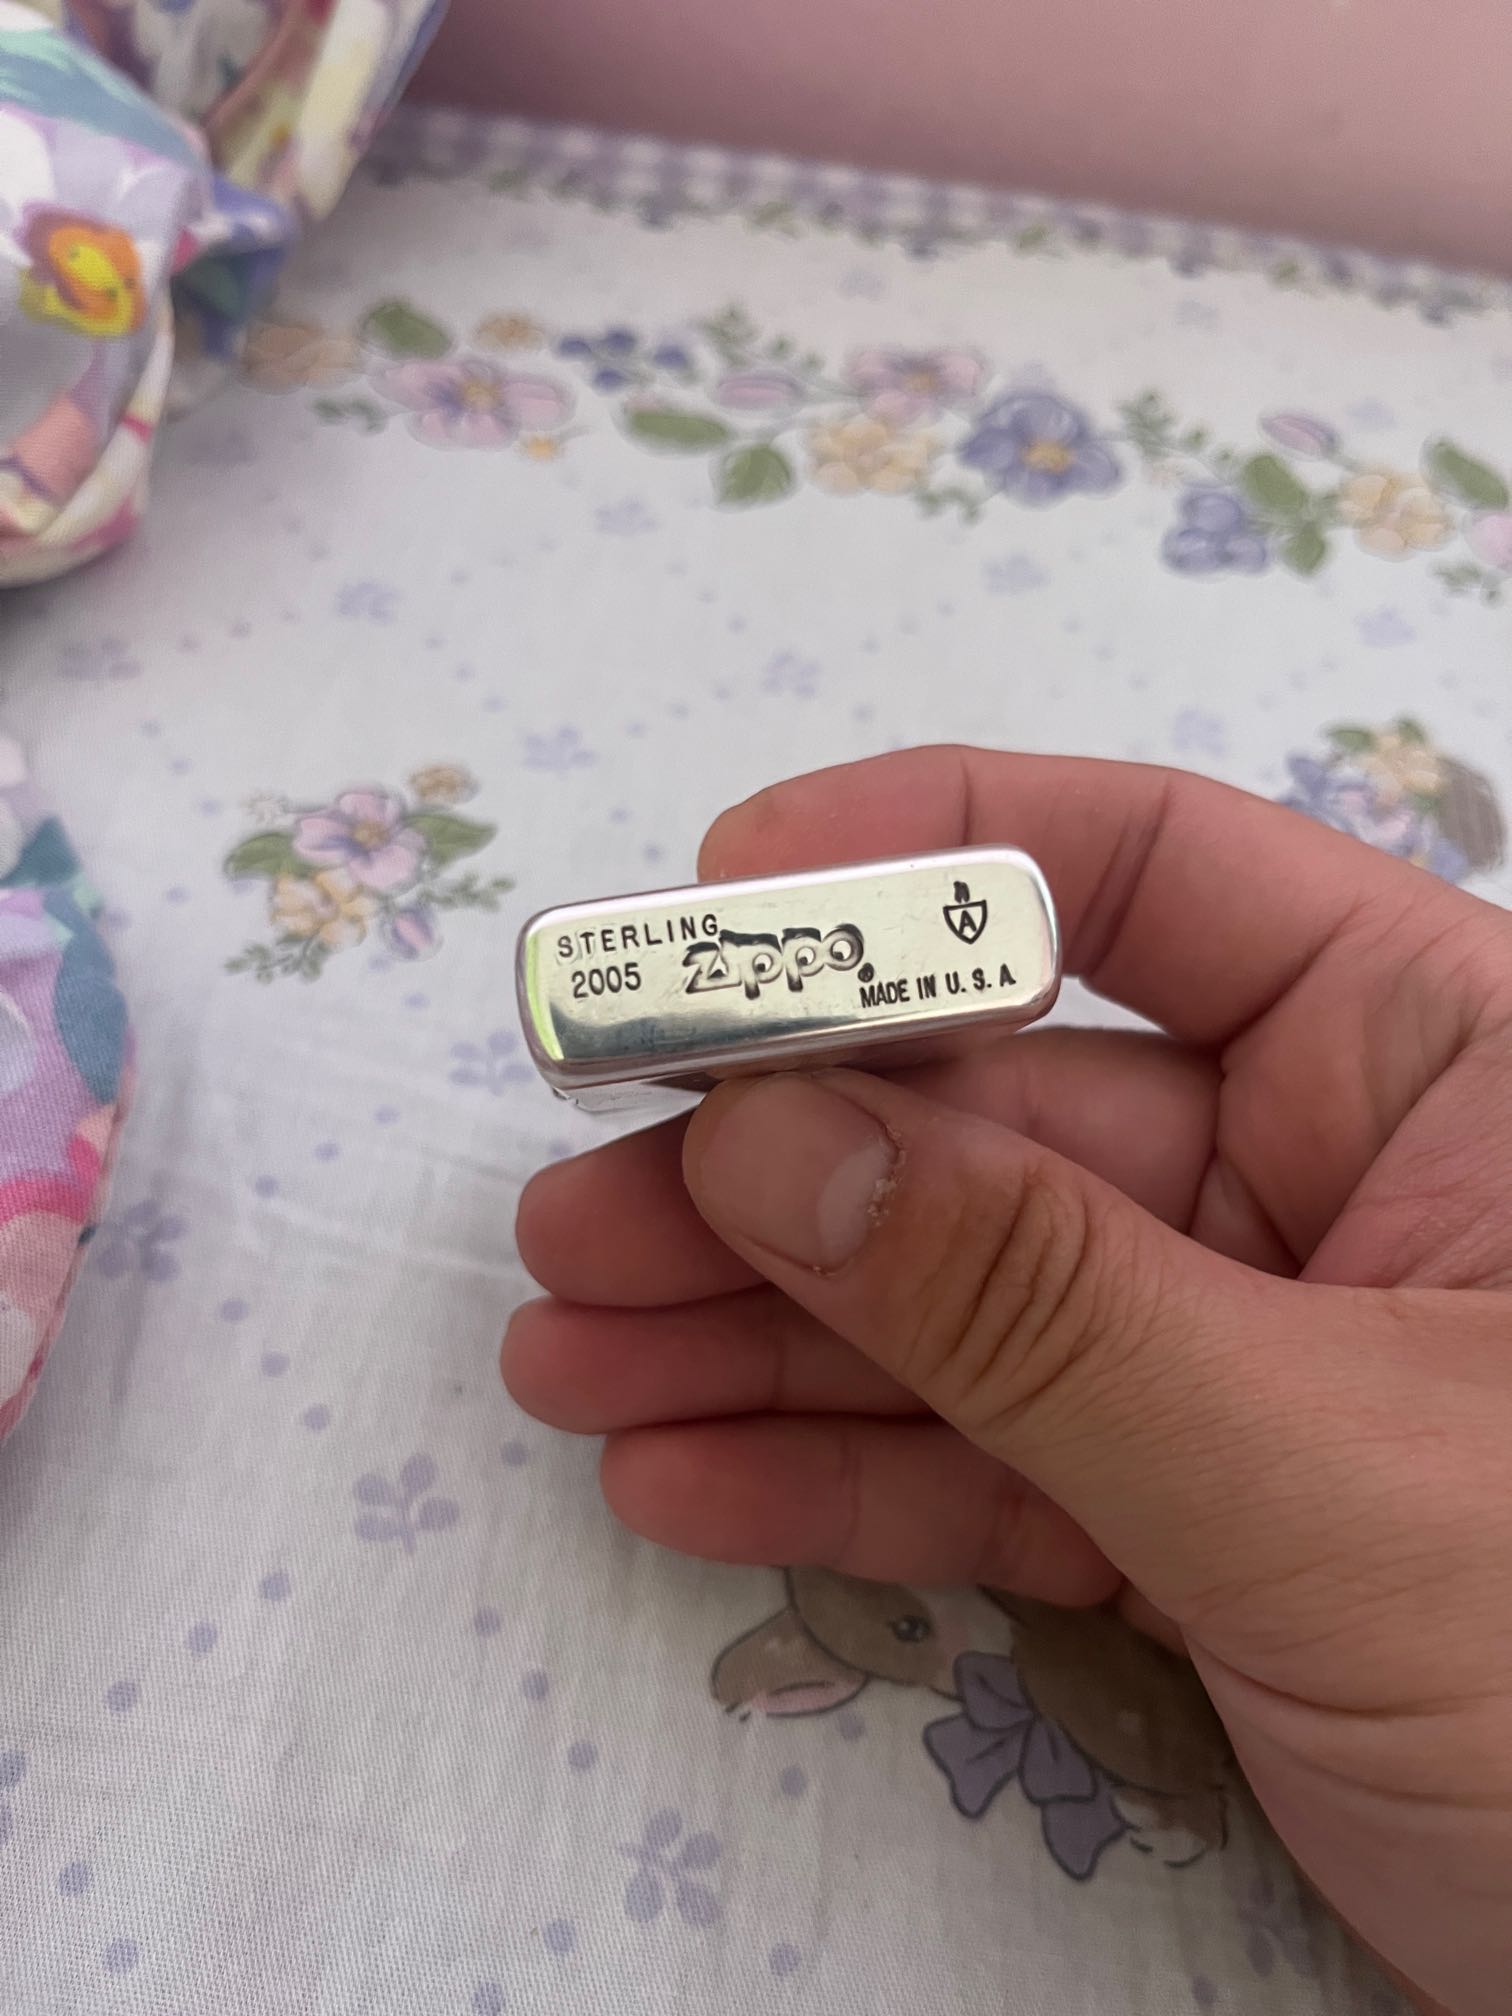 STERLING
2005
zippo®
MADE IN U.S.A
A